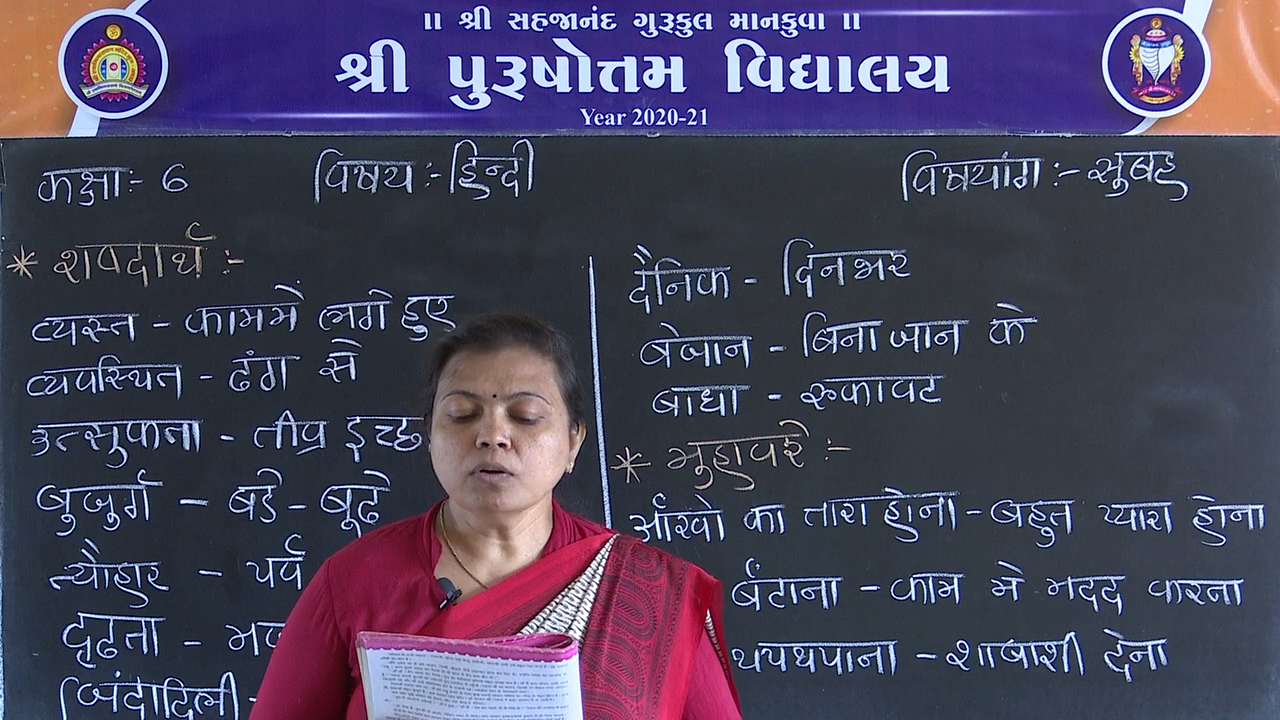 ॥ श्री सहजानंद गुरूकुल मानकुवा ॥
श्री पुरूषोत्तम विद्यालय
Year 2020-21
कक्षा:- 6 विषय:- हिन्दी विषयांग:- सुबह
* शब्दार्थ:-
व्यस्त - काममें लगे हुए
व्यवस्थित - ढंग से
उत्सुकता - तीव्र इच्छ
बुजुर्ग - बडे-बूढे
त्यौहार - पर्व
दृढता -
जिंदादिली -
दैनिक - दिनभर
बेजान - बिना जान के
बाधा - रुकावट
* मुहावरे:-
आँखो का तारा होना - बहुत प्यारा होना
बँटाना - काम मे मदद करना
थपथपाना - शाबाशी देना